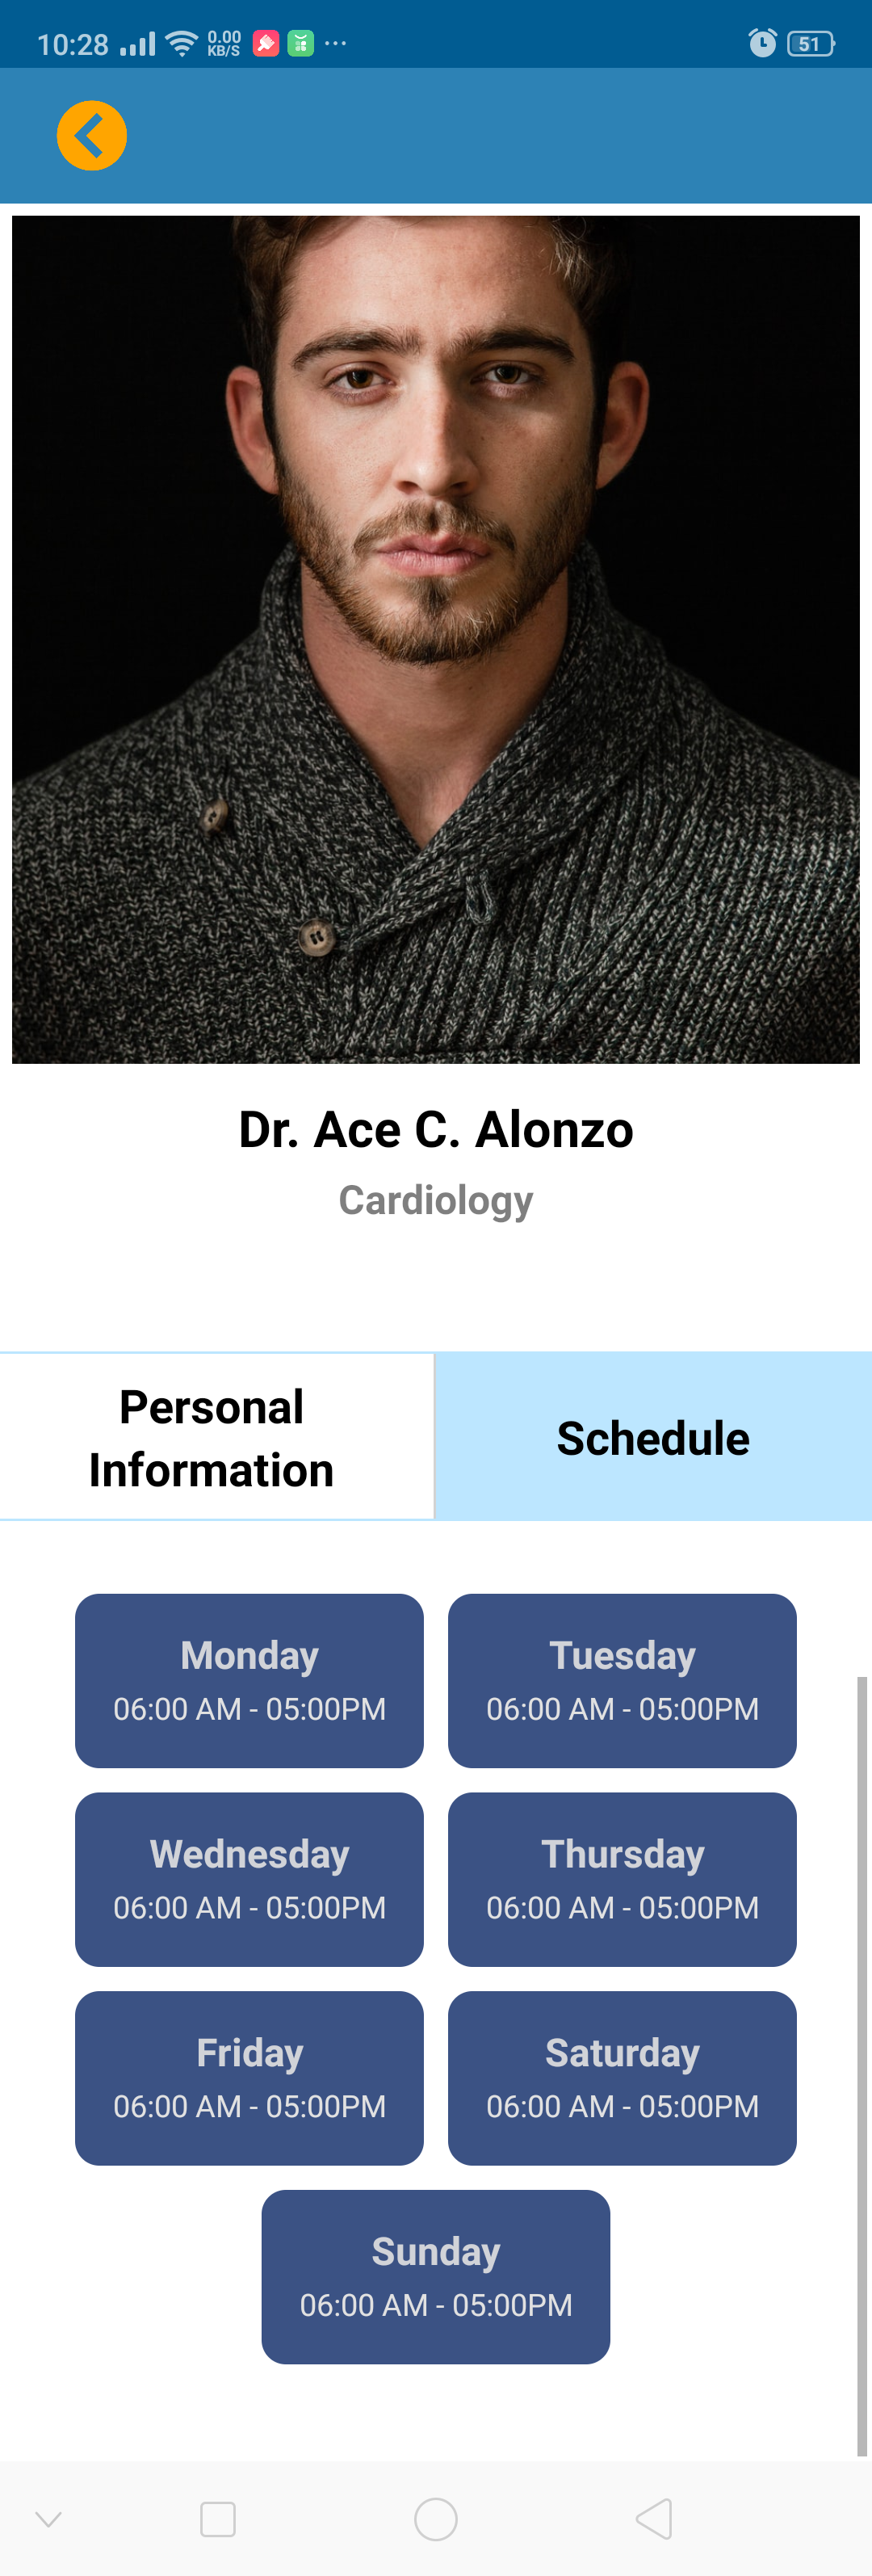 10:28
0.00
KB/S
51
Dr. Ace C. Alonzo
Cardiology
Personal
Information
Schedule
Monday
06:00 AM - 05:00PM
Tuesday
06:00 AM - 05:00PM
Wednesday
06:00 AM - 05:00PM
Thursday
06:00 AM - 05:00PM
Friday
06:00 AM - 05:00PM
Saturday
06:00 AM - 05:00PM
Sunday
06:00 AM - 05:00PM